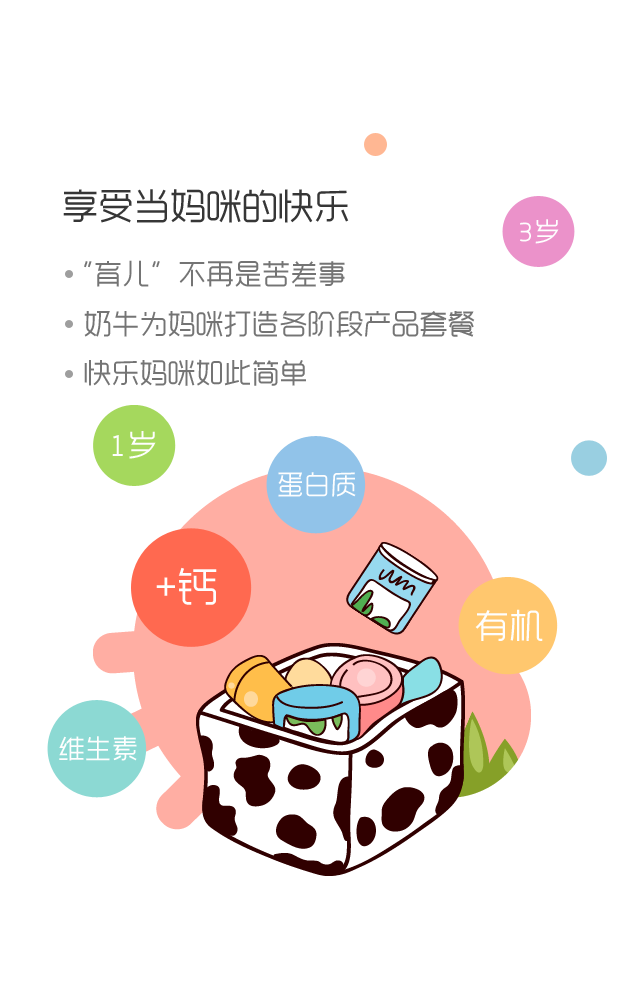 享受当妈咪的快乐
3岁
•“育儿”不再是苦差事
•奶牛为妈咪打造各阶段产品套餐
•快乐妈咪如此简单
1岁
蛋白质
+钙
有机
维生素